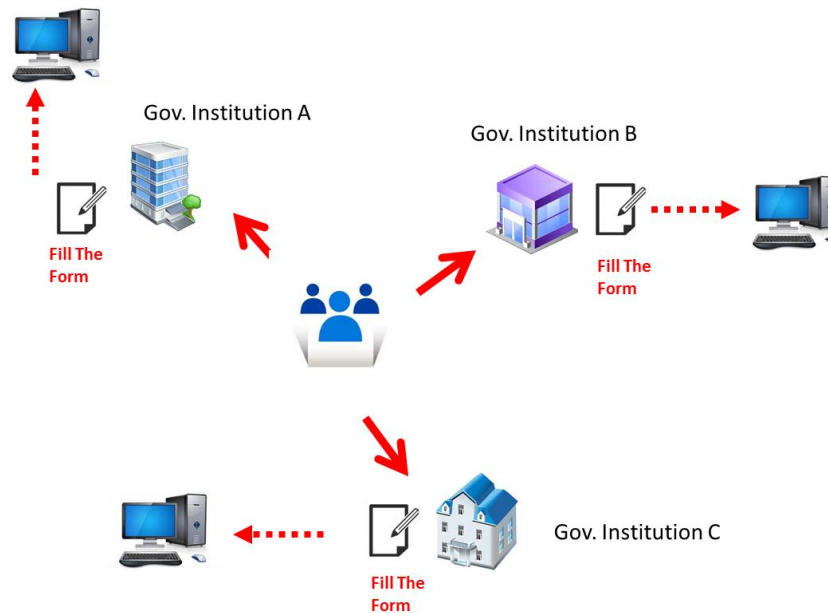 Gov. Institution A
Gov. Institution B
Fill The
Form
Fill The
Form
Gov. Institution C
Fill The
Form